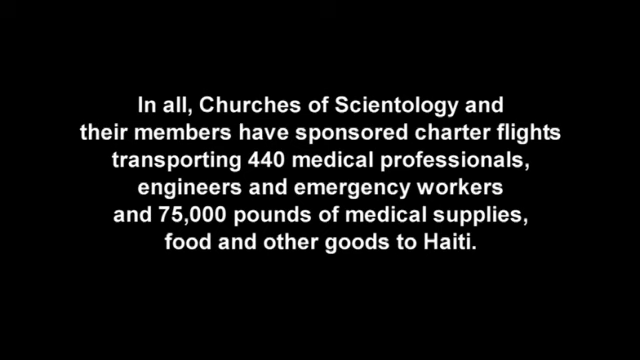 In all, Churches of Scientology and
their members have sponsored charter flights
transporting 440 medical professionals,
engineers and emergency workers
and 75,000 pounds of medical supplies,
food and other goods to Haiti.